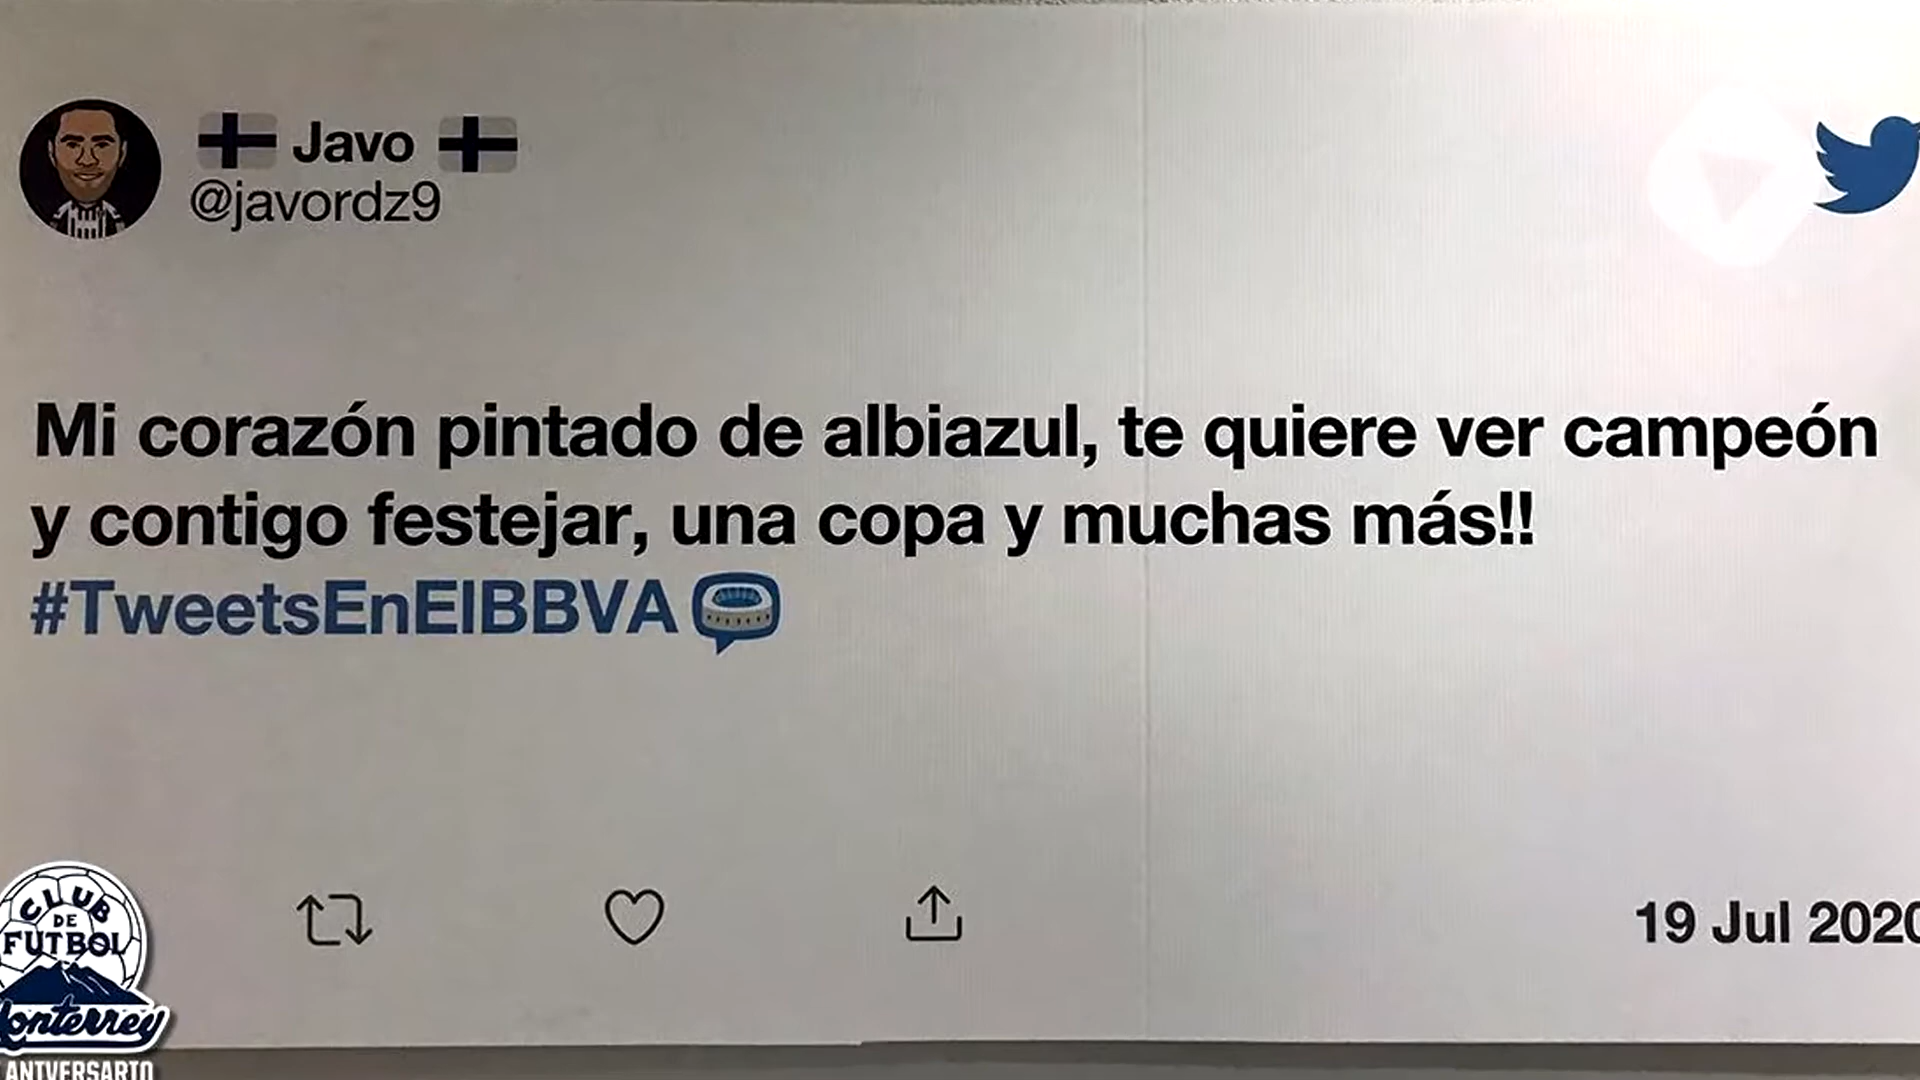 Javo
@javordz9
Mi corazón pintado de albiazul, te quiere ver campeón
y contigo festejar, una copa y muchas más!!
#TweetsEnElBBVA
19 Jul 2020
CLUB
DE
FUTBOL
Monterrey
ANIVERSARIO